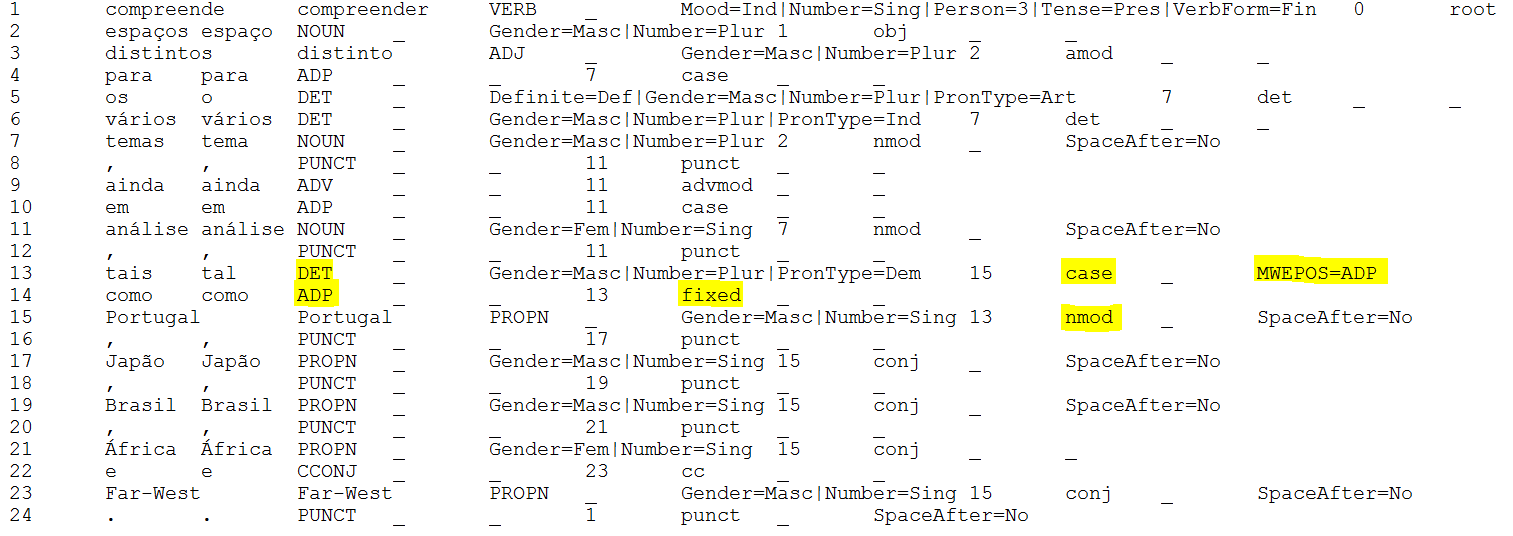 1 compreende compreender VERB _ Mood=Ind|Number=Sing|Person=3|Tense=Pres|VerbForm=Fin 0 root
2 espaços espaço NOUN _ Gender=Masc|Number=Plur 1 obj _ _
3 distintos distinto ADJ _ Gender=Masc|Number=Plur 2 amod _ _
4 para para ADP _ _ 7 case _ _
5 os o DET _ Definite=Def|Gender=Masc|Number=Plur|PronType=Art 7 det _ _
6 vários vários DET _ Gender=Masc|Number=Plur|PronType=Ind 7 det _ _
7 temas tema NOUN _ Gender=Masc|Number=Plur 2 nmod _ SpaceAfter=No
8 , , PUNCT _ _ 11 punct _ _
9 ainda ainda ADV _ _ 11 advmod _ _
10 em em ADP _ _ 11 case _ _
11 análise análise NOUN _ Gender=Fem|Number=Sing 7 nmod _ SpaceAfter=No
12 , , PUNCT _ _ 11 punct _ _
13 tais tal DET _ Gender=Masc|Number=Plur|PronType=Dem 15 case _ MWEPOS=ADP
14 como como ADP _ _ 13 fixed _ _
15 Portugal Portugal PROPN _ Gender=Masc|Number=Sing 13 nmod _ SpaceAfter=No
16 , , PUNCT _ _ 17 punct _ _
17 Japão Japão PROPN _ Gender=Masc|Number=Sing 15 conj _ SpaceAfter=No
18 , , PUNCT _ _ 19 punct _ _
19 Brasil Brasil PROPN _ Gender=Masc|Number=Sing 15 conj _ SpaceAfter=No
20 , , PUNCT _ _ 21 punct _ _
21 África África PROPN _ Gender=Fem|Number=Sing 15 conj _ _
22 e e CCONJ _ _ 23 cc _ _
23 Far-West Far-West PROPN _ Gender=Masc|Number=Sing 15 conj _ SpaceAfter=No
24 . . PUNCT _ _ 1 punct _ SpaceAfter=No